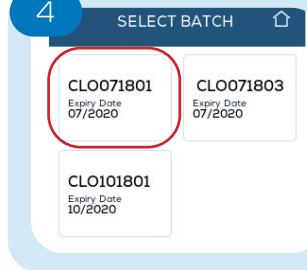 4
SELECT BATCH
CLO071801
Expiry Date
07/2020
CLO071803
Expiry Date
07/2020
CLO101801
Expiry Date
10/2020